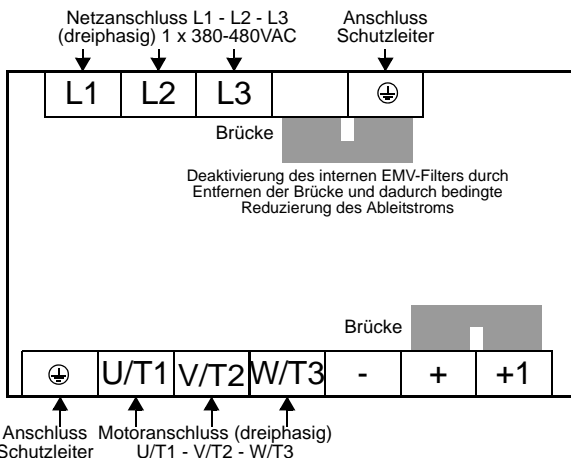 Netzanschluss L1 - L2 - L3
(dreiphasig) 1 x 380-480VAC
Anschluss
Schutzleiter
L1 L2 L3
Brücke
Deaktivierung des internen EMV-Filters durch
Entfernen der Brücke und dadurch bedingte
Reduzierung des Ableitstroms
Brücke
U/T1 V/T2 W/T3 - + +1
Anschluss
Schutzleiter
Motoranschluss (dreiphasig)
U/T1 - V/T2 - W/T3